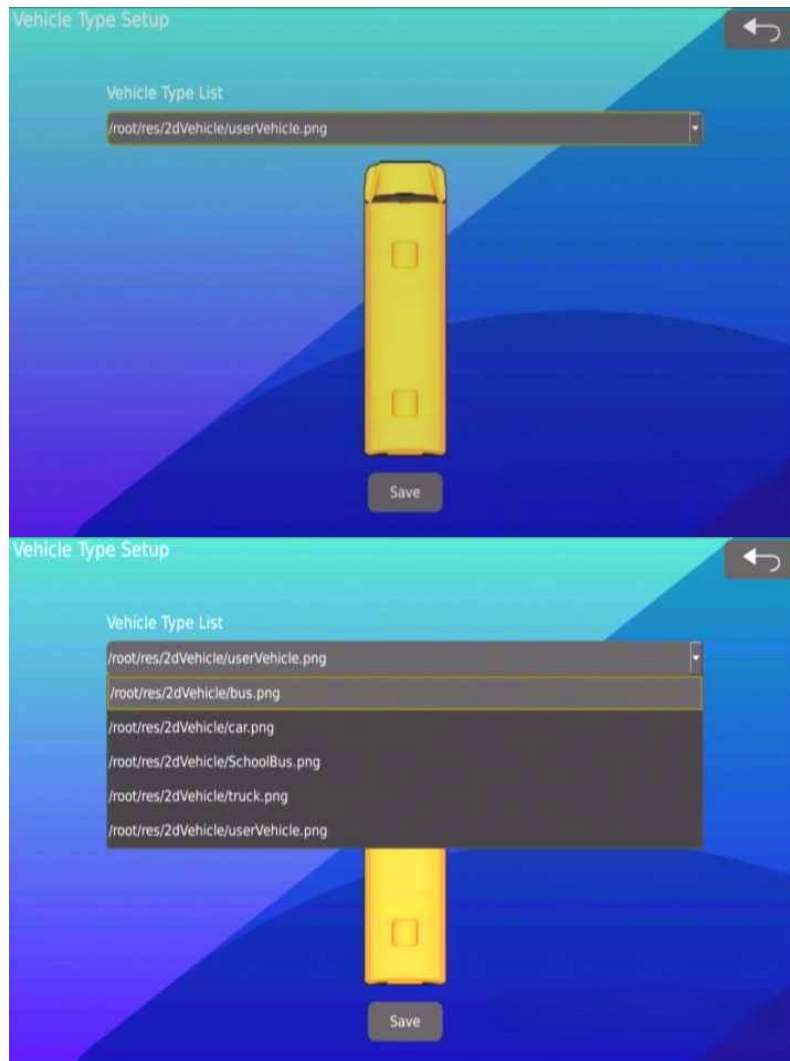 Vehicle Type Setup
Vehicle Type List
/root/res/2dVehicle/userVehicle.png
Save
Vehicle Type Setup
Vehicle Type List
/root/res/2dVehicle/userVehicle.png
/root/res/2dVehicle/bus.png
/root/res/2dVehicle/car.png
/root/res/2dVehicle/SchoolBus.png
/root/res/2dVehicle/truck.png
/root/res/2dVehicle/userVehicle.png
Save